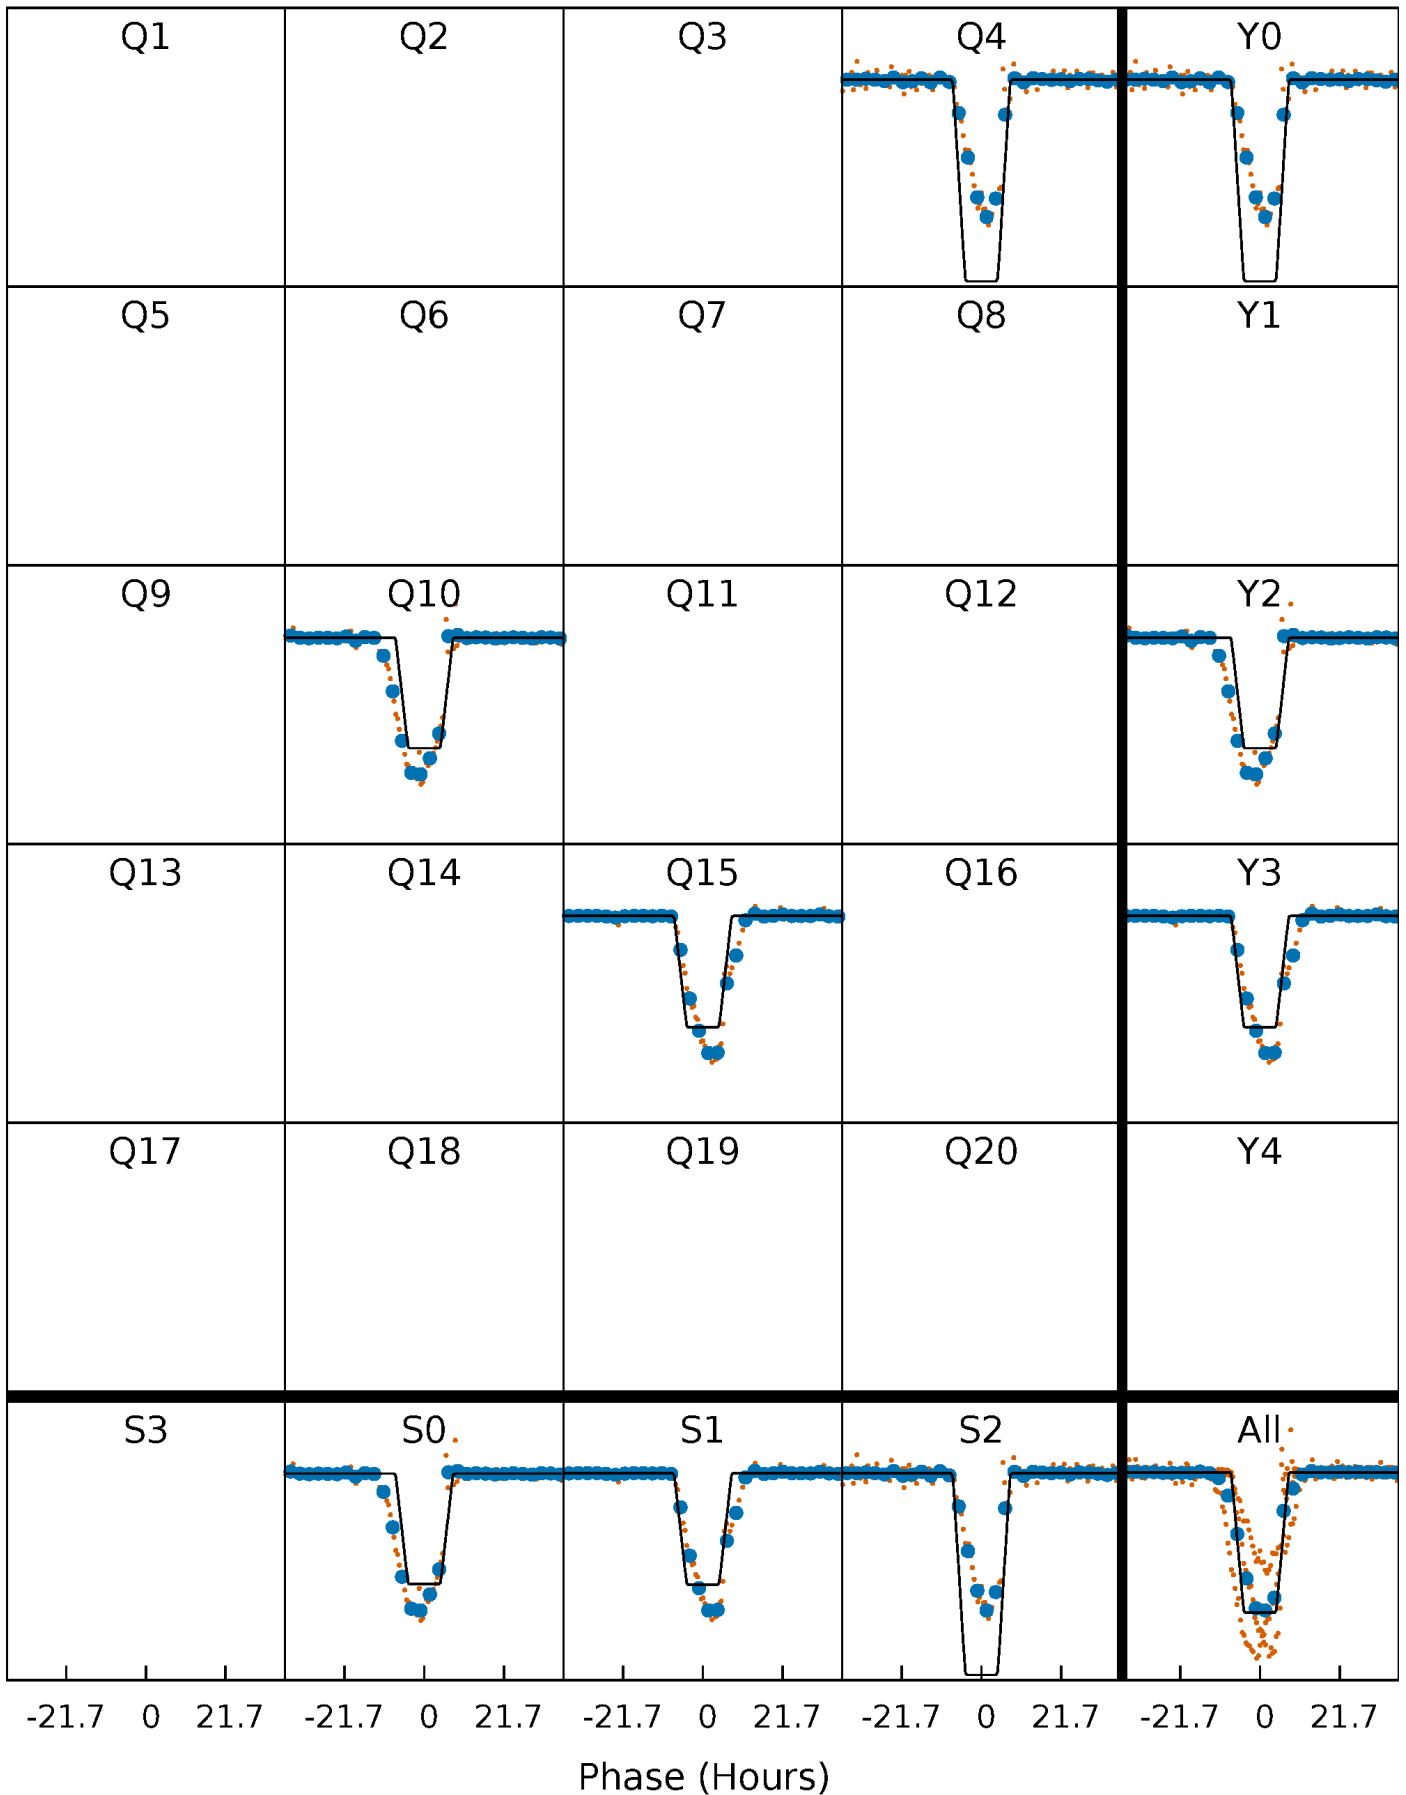 Q1 Q2 Q3 Q4 Y0
Q5 Q6 Q7 Q8 Y1
Q9 Q10 Q11 Q12 Y2
Q13 Q14 Q15 Q16 Y3
Q17 Q18 Q19 Q20 Y4
S3 S0 S1 S2 All
-21.7 0 21.7 -21.7 0 21.7 -21.7 0 21.7 -21.7 0 21.7 -21.7 0 21.7
Phase (Hours)